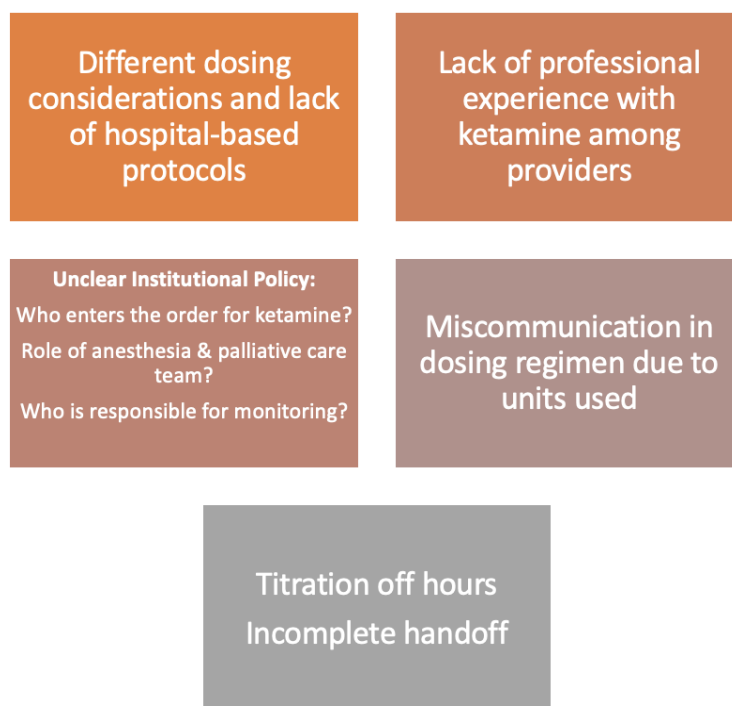 Different dosing
considerations and lack
of hospital-based
protocols
Lack of professional
experience with
ketamine among
providers
Unclear Institutional Policy:
Who enters the order for ketamine?
Role of anesthesia & palliative care
team?
Who is responsible for monitoring?
Miscommunication in
dosing regimen due to
units used
Titration off hours
Incomplete handoff